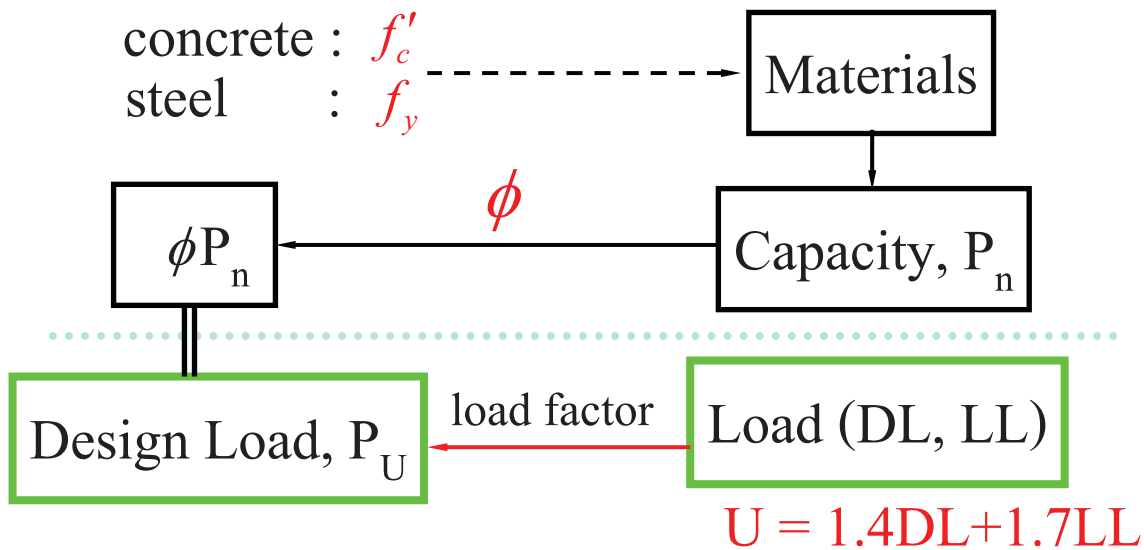 concrete : f'c
Materials
steel : fy
ϕ
ϕPn
Capacity, Pn
load factor
Design Load, PU
Load (DL, LL)
U = 1.4DL+1.7LL